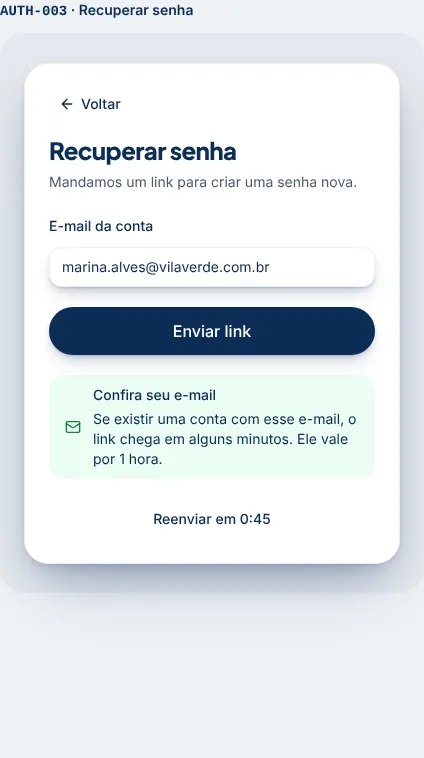 AUTH-003 · Recuperar senha
Voltar
Recuperar senha
Mandamos um link para criar uma senha nova.
E-mail da conta
marina.alves@vilaverde.com.br
Enviar link
Confira seu e-mail
Se existir uma conta com esse e-mail, o
link chega em alguns minutos. Ele vale
por 1 hora.
Reenviar em 0:45